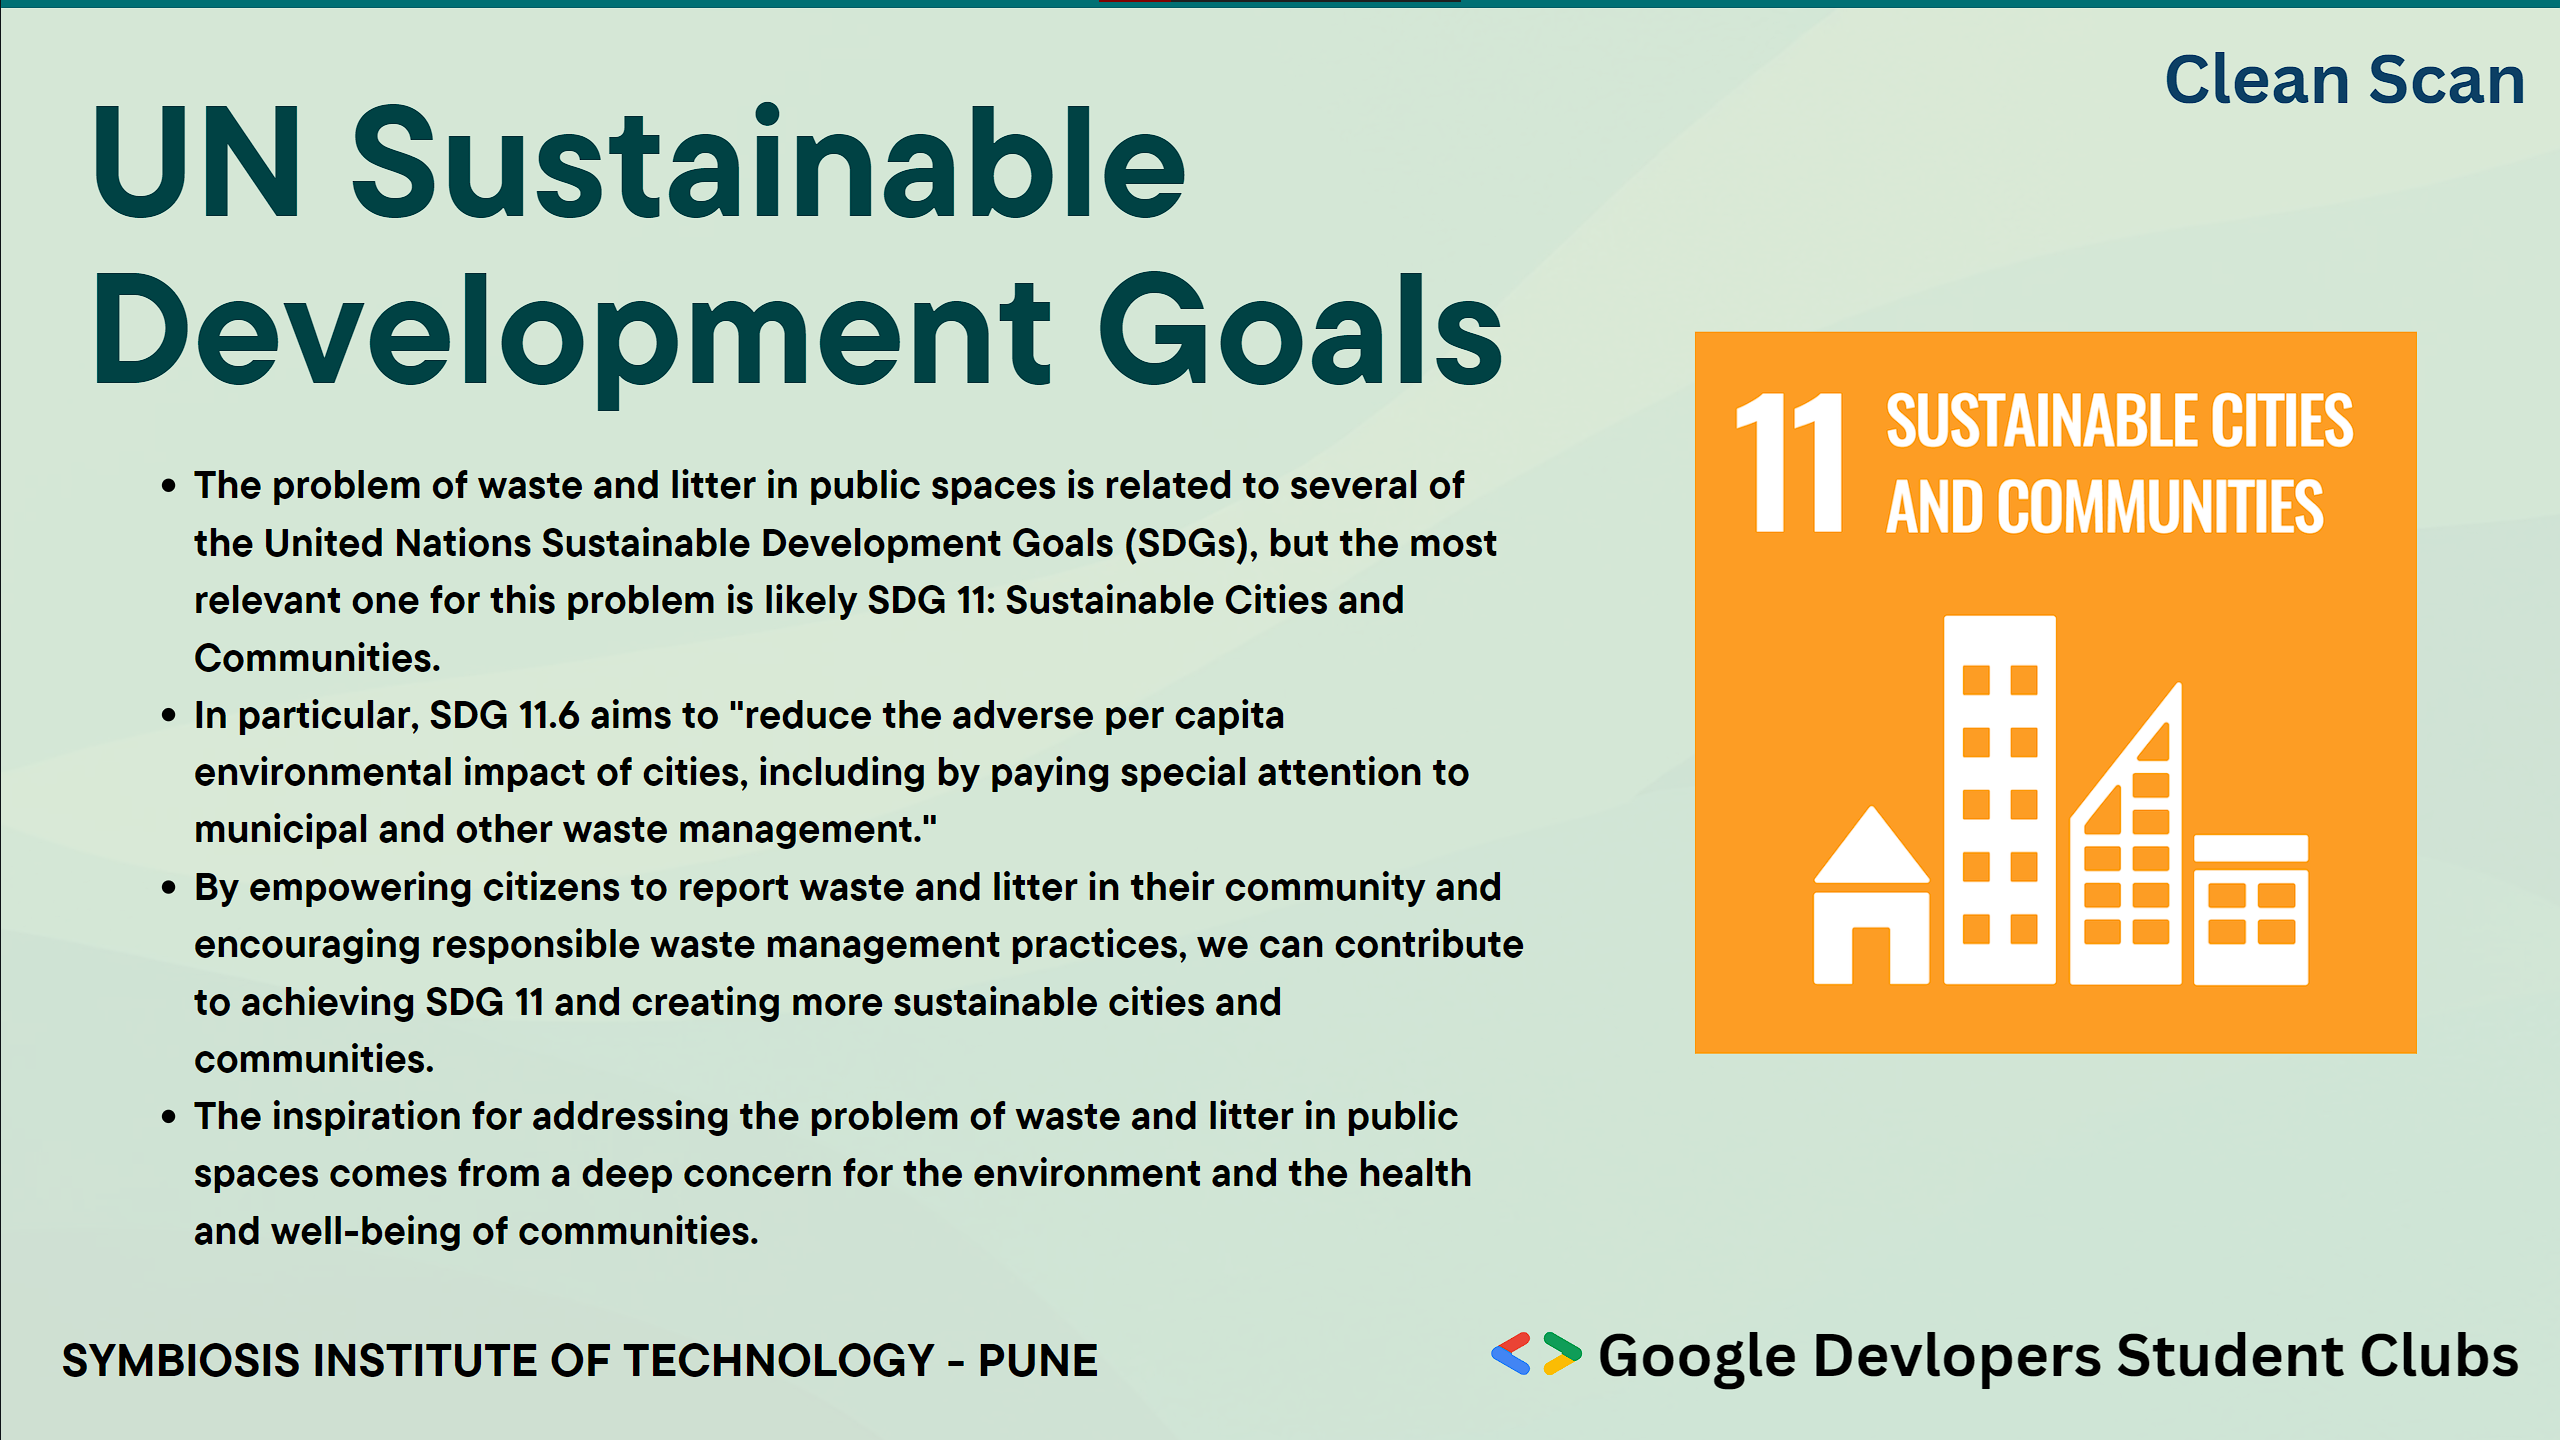 Clean Scan
UN Sustainable
Development Goals
• The problem of waste and litter in public spaces is related to several of
the United Nations Sustainable Development Goals (SDGs), but the most
relevant one for this problem is likely SDG 11: Sustainable Cities and
Communities.
• In particular, SDG 11.6 aims to "reduce the adverse per capita
environmental impact of cities, including by paying special attention to
municipal and other waste management."
• By empowering citizens to report waste and litter in their community and
encouraging responsible waste management practices, we can contribute
to achieving SDG 11 and creating more sustainable cities and
communities.
• The inspiration for addressing the problem of waste and litter in public
spaces comes from a deep concern for the environment and the health
and well-being of communities.
11 SUSTAINABLE CITIES
AND COMMUNITIES
SYMBIOSIS INSTITUTE OF TECHNOLOGY - PUNE
Google Devlopers Student Clubs